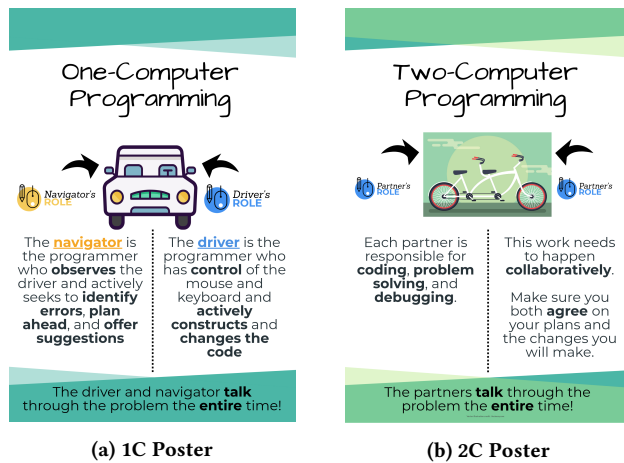 One-Computer
Programming
Navigator's
ROLE
Driver's
ROLE
The navigator is
the programmer
who observes the
driver and actively
seeks to identify
errors, plan
ahead, and offer
suggestions
The driver is the
programmer who
has control of the
mouse and
keyboard and
actively
constructs and
changes the
code
The driver and navigator talk
through the problem the entire time!
(a) 1C Poster
Two-Computer
Programming
Partner's
ROLE
Partner's
ROLE
Each partner is
responsible for
coding, problem
solving, and
debugging.
This work needs
to happen
collaboratively.
Make sure you
both agree on
your plans and
the changes you
will make.
The partners talk through the
problem the entire time!
(b) 2C Poster